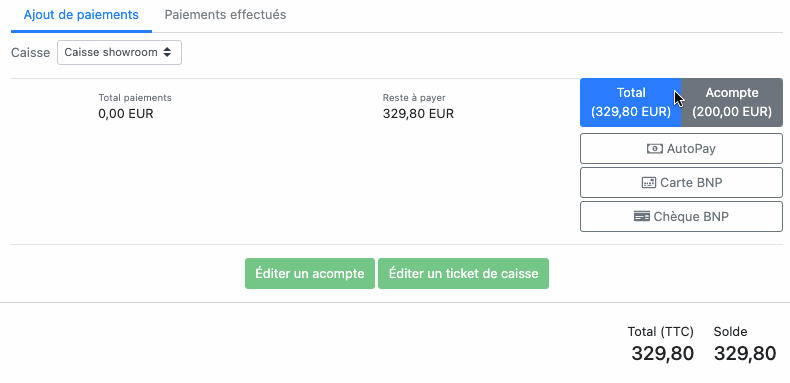 Ajout de paiements
Paiements effectués
Caisse
Caisse showroom
Total paiements
0,00 EUR
Reste à payer
329,80 EUR
Total
(329,80 EUR)
Acompte
(200,00 EUR)
AutoPay
Carte BNP
Chèque BNP
Éditer un acompte
Éditer un ticket de caisse
Total (TTC)
329,80
Solde
329,80